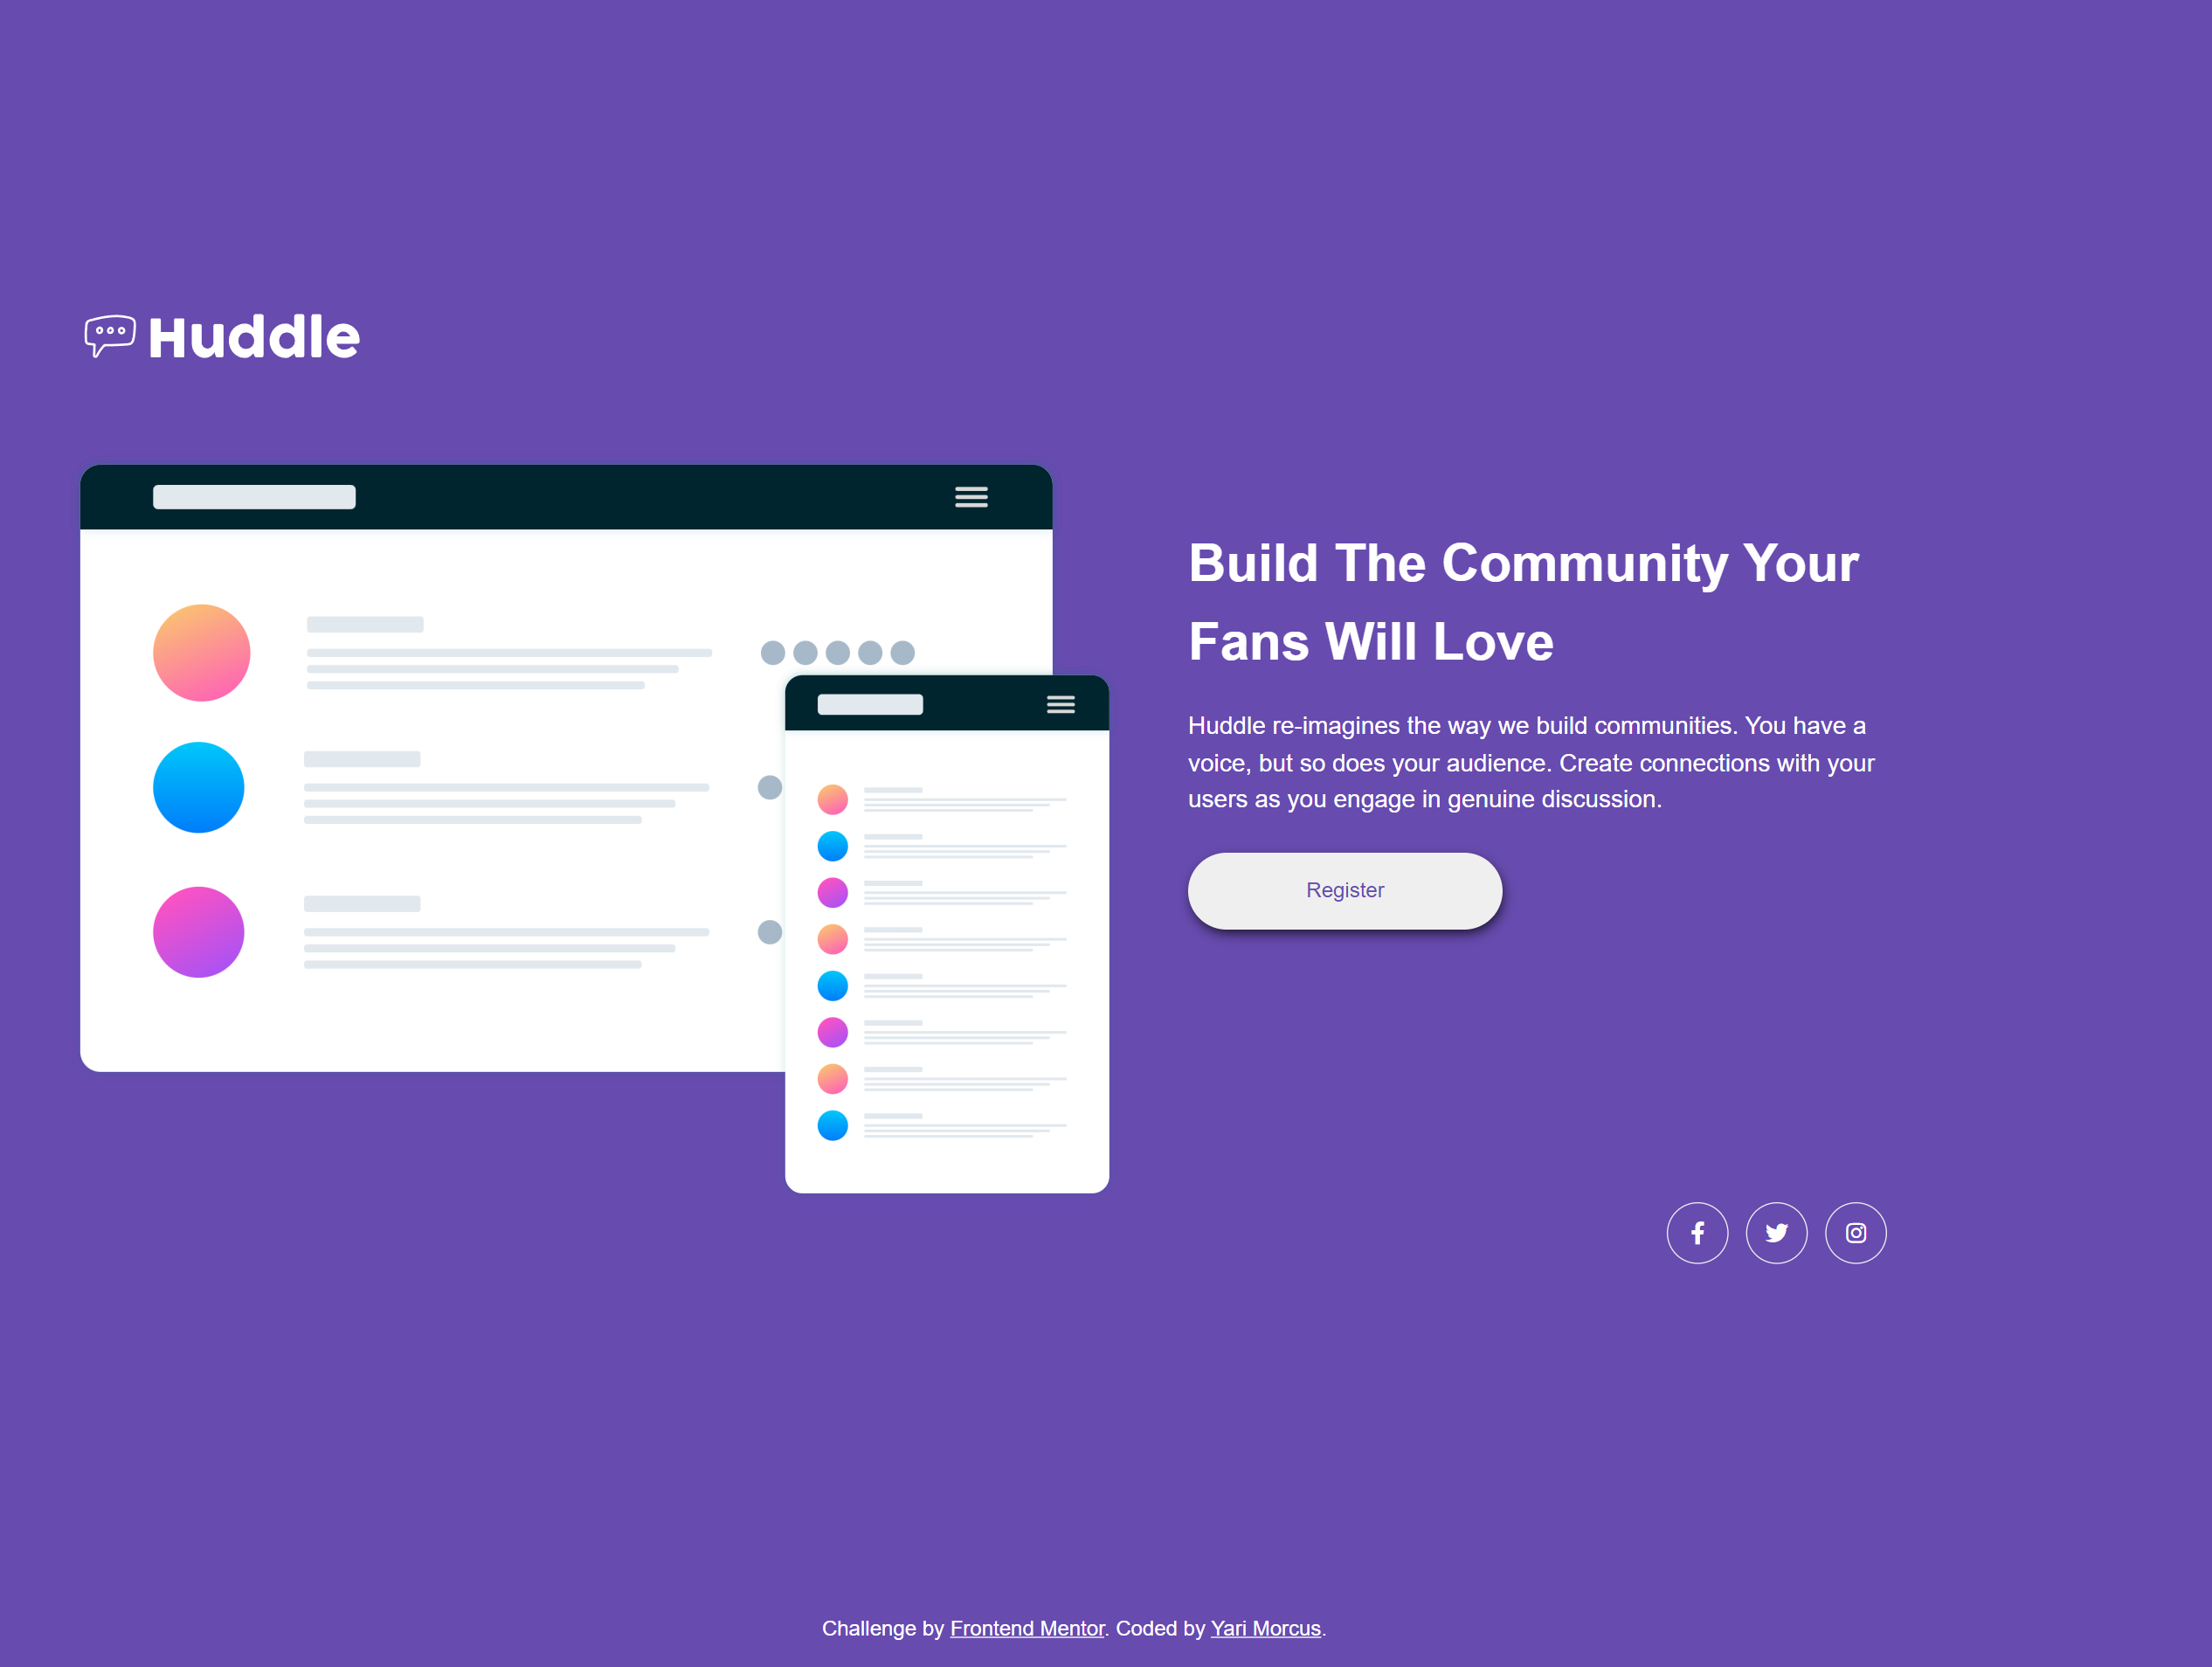 Huddle
Build The Community Your
Fans Will Love
Huddle re-imagines the way we build communities. You have a
voice, but so does your audience. Create connections with your
users as you engage in genuine discussion.
Register
Challenge by Frontend Mentor. Coded by Yari Morcus.